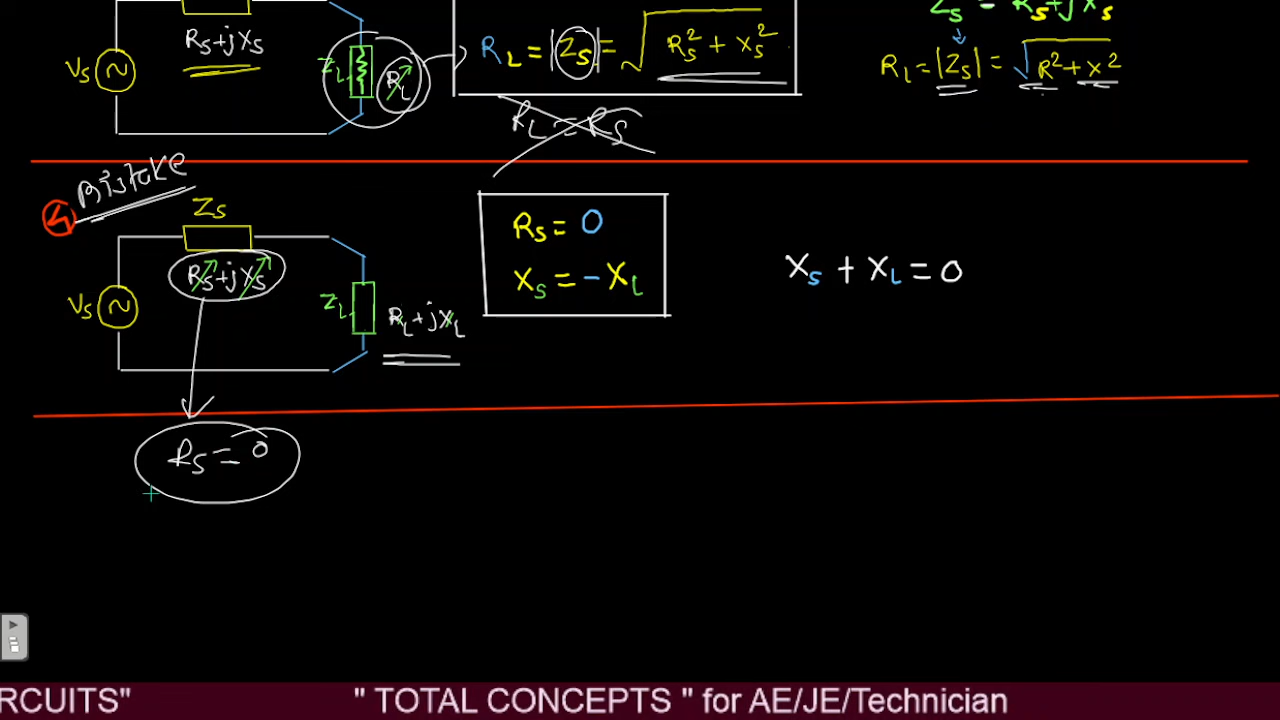 Zs = Rs+jXs
Rs+jXs
Vs
ZL
RL
RL = |Zs| = √Rs² + Xs²
RL = |Zs| = √R² + X²
RL = Rs
Mistake
4
Zs
Rs+jXs
Vs
ZL
RL+jXL
Rs = 0
Xs = -XL
Xs + XL = 0
Rs = 0
RCUITS" " TOTAL CONCEPTS " for AE/JE/Technician